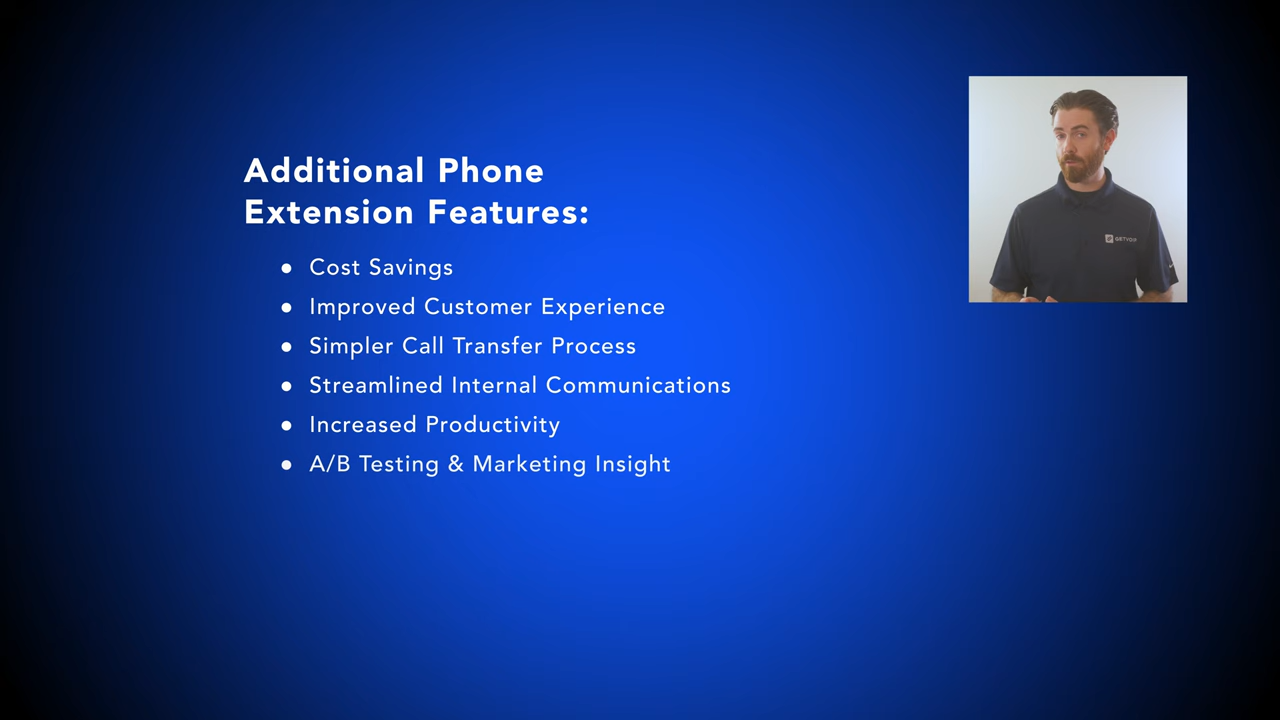 Additional Phone
Extension Features:
● Cost Savings
● Improved Customer Experience
● Simpler Call Transfer Process
● Streamlined Internal Communications
● Increased Productivity
● A/B Testing & Marketing Insight
GETVOIP